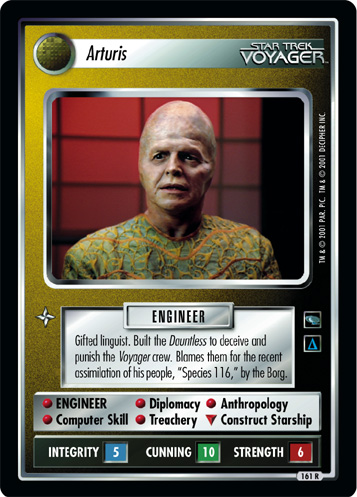 Arturis
STAR TREK
VOYAGER
TM & © 2001 PAR. PIC. TM & © 2001 DECIPHER INC.
ENGINEER
Gifted linguist. Built the Dauntless to deceive and
punish the Voyager crew. Blames them for the recent
assimilation of his people, “Species 116,” by the Borg.
Δ
ENGINEER Diplomacy Anthropology
Computer Skill Treachery Construct Starship
INTEGRITY 5 CUNNING 10 STRENGTH 6
161 R